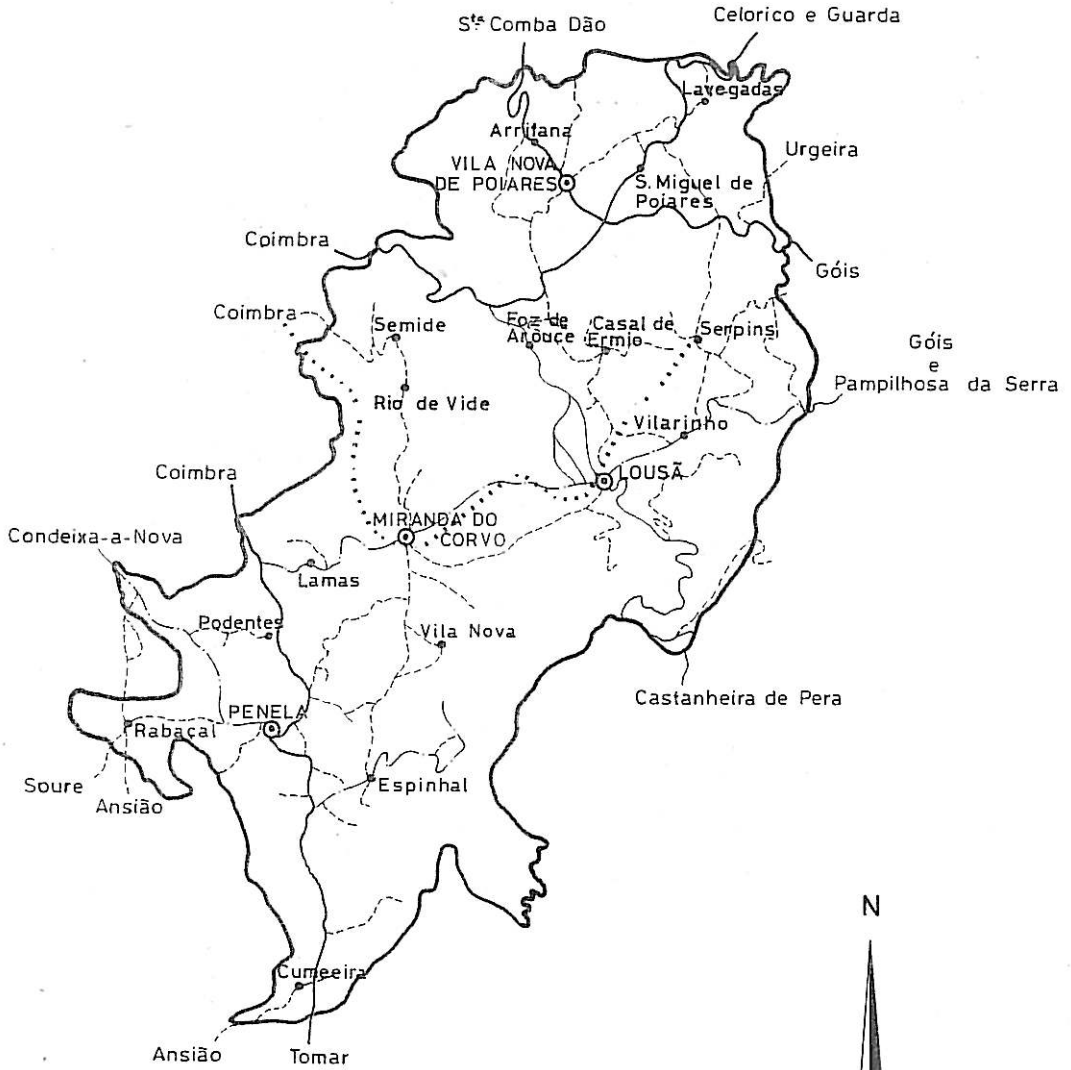 Sta Comba Dão
Celorico e Guarda
Lavegadas
Arrifana
Urgeira
VILA NOVA
DE POIARES
S. Miguel de
Poiares
Coimbra
Góis
Coimbra
Semide
Foz de
Arouce
Casal de
Ermio
Serpins
Góis
e
Pampilhosa da Serra
Rio de Vide
Vilarinho
Coimbra
LOUSÃ
Condeixa-a-Nova
MIRANDA DO
CORVO
Lamas
Podentes
Vila Nova
Castanheira de Pera
PENELA
Rabaçal
Soure
Ansião
Espinhal
N
Cumeeira
Ansião
Tomar